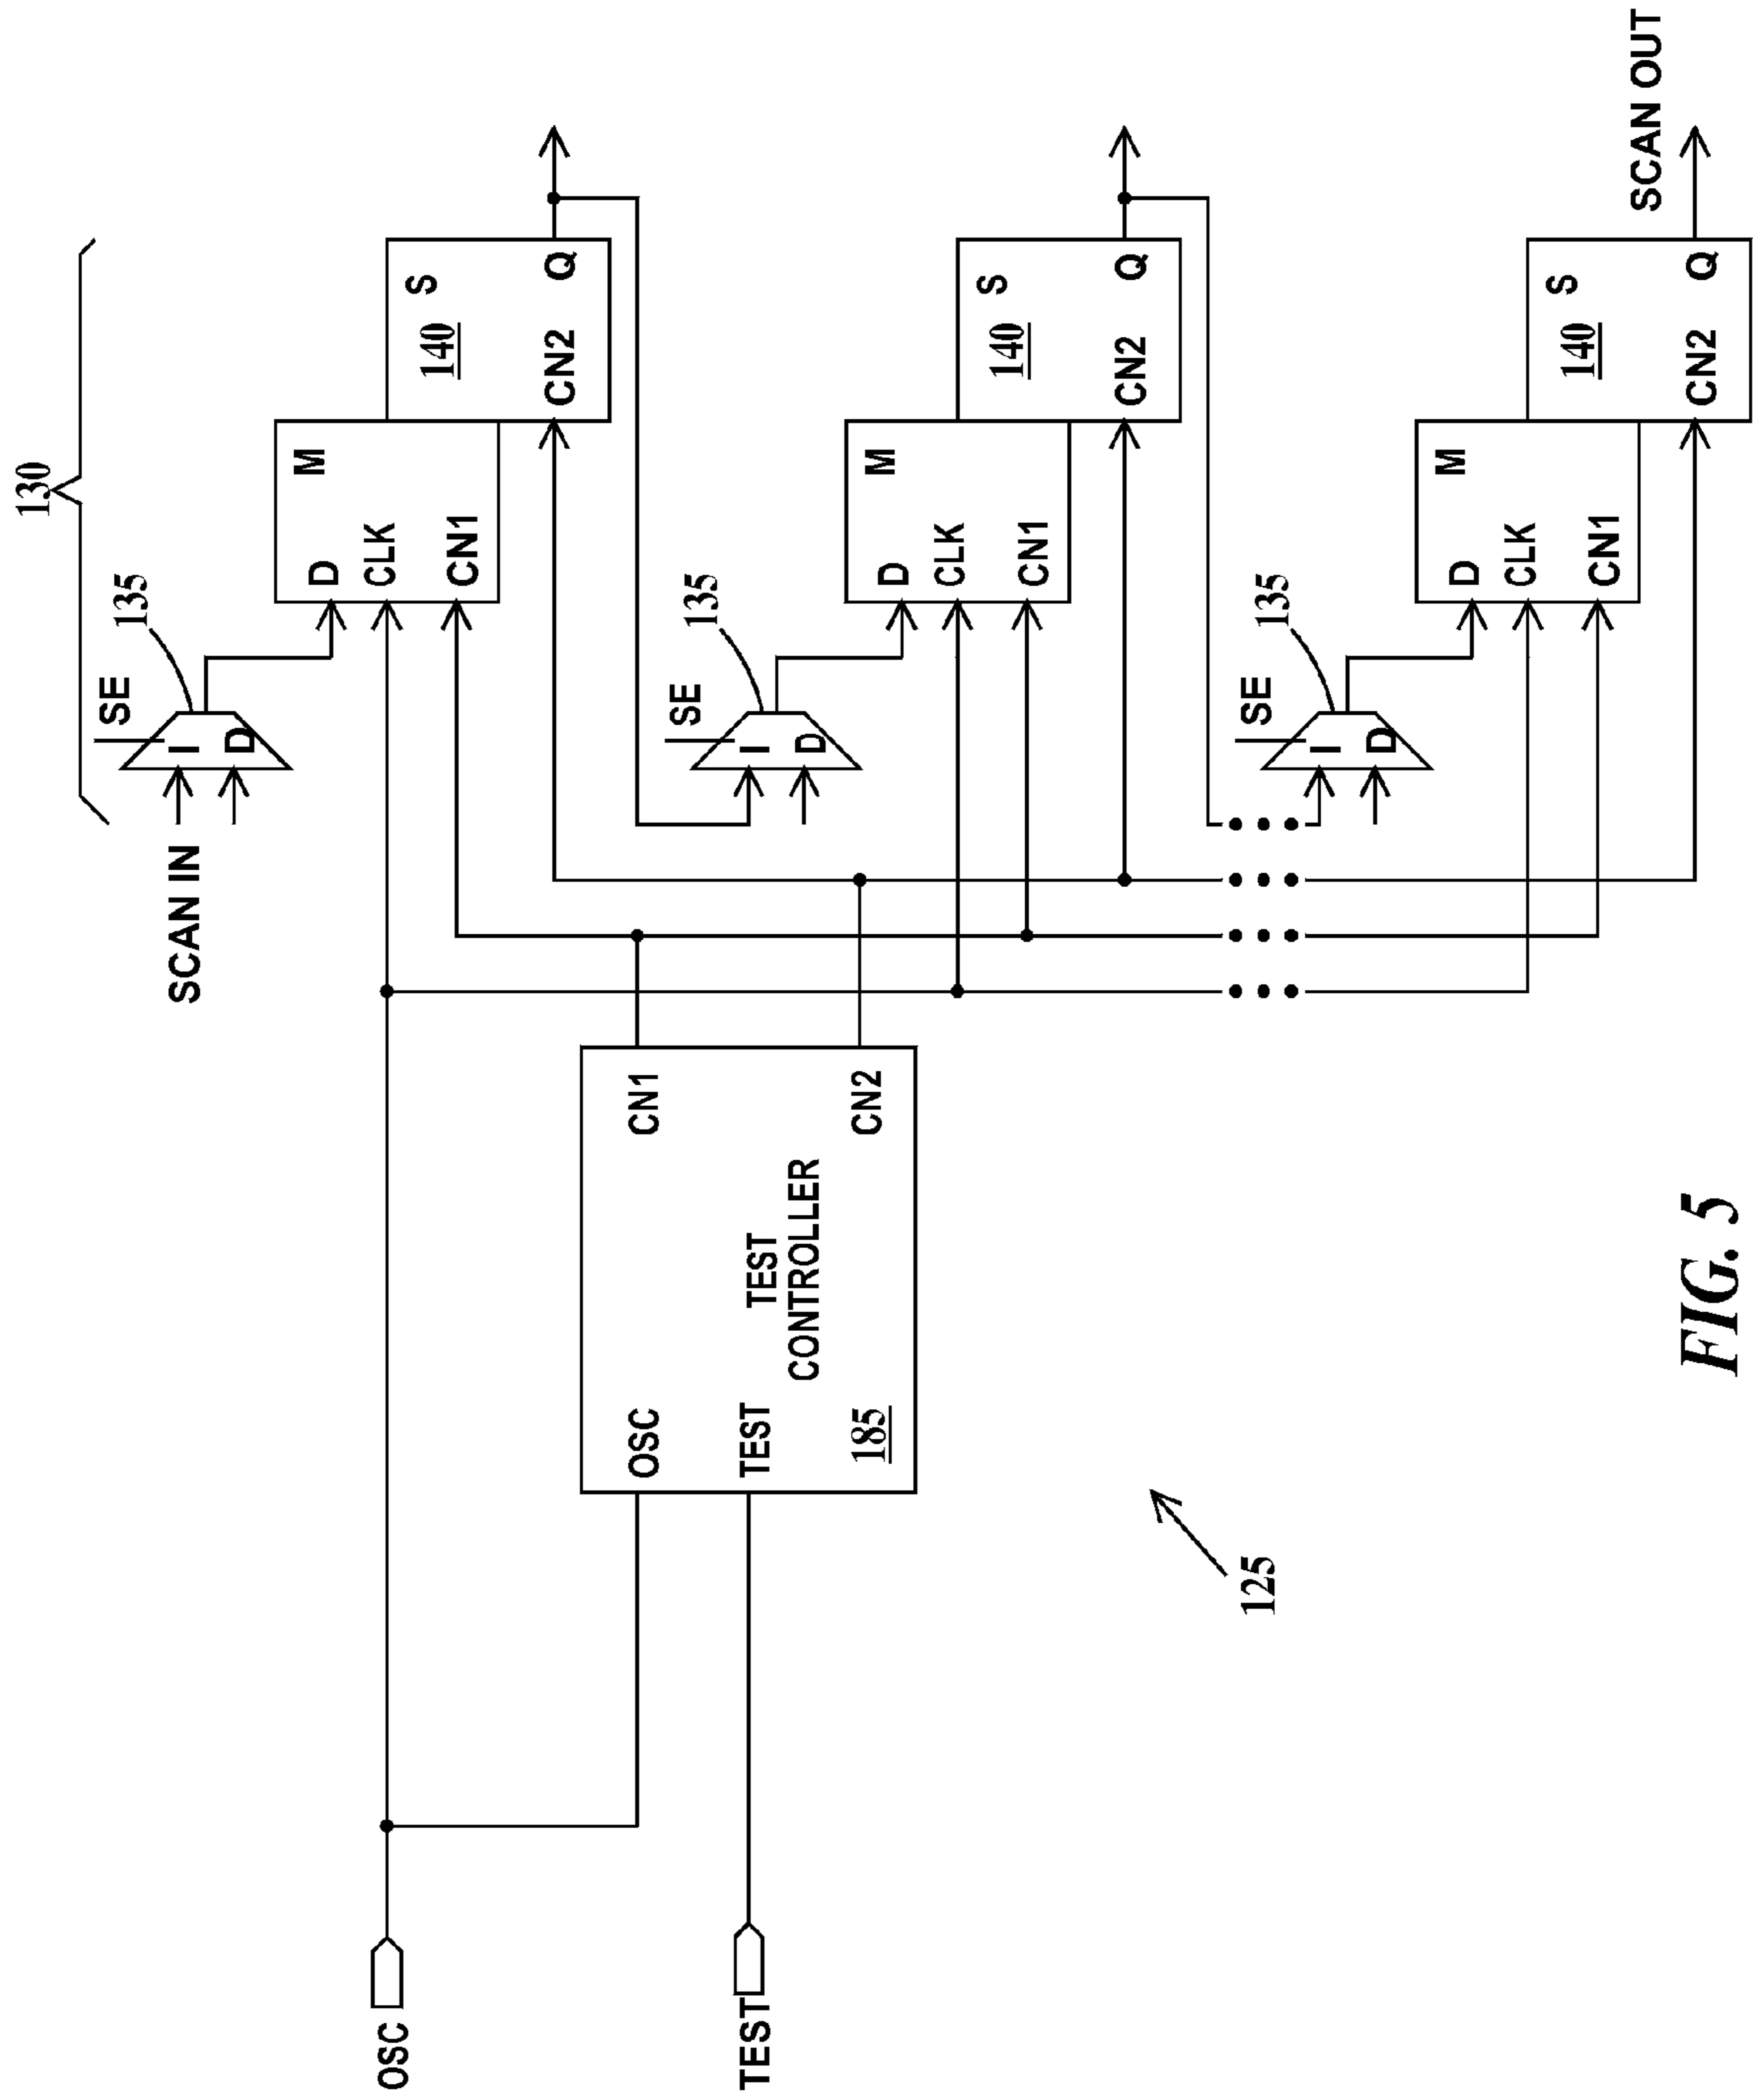 130
SE
135
I
D
SCAN IN
D
CLK
CN1
M
S
140
CN2
Q
SE
135
I
D
D
CLK
CN1
M
S
140
CN2
Q
SE
135
I
D
D
CLK
CN1
M
S
140
CN2
Q
SCAN OUT
OSC
TEST
OSC
TEST
TEST
CONTROLLER
185
CN1
CN2
125
FIG. 5